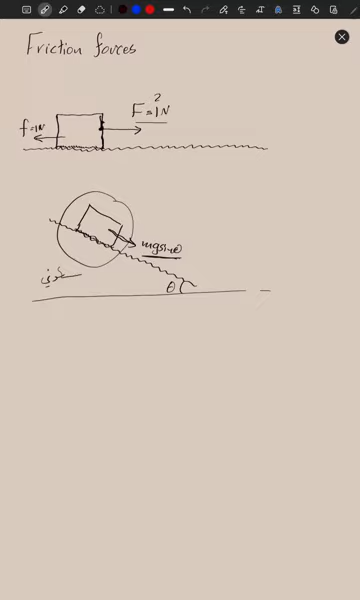 Friction forces
2
F=1N
f=1N
mgsinθ
θ